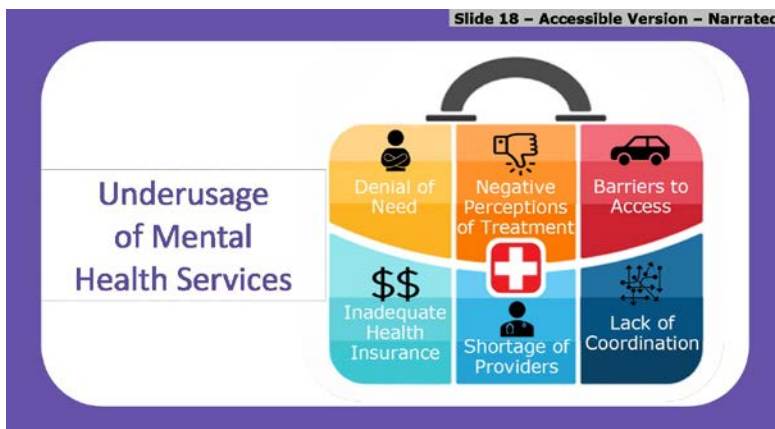 Slide 18 – Accessible Version – Narrated
Underusage
of Mental
Health Services
Denial of
Need
Negative
Perceptions
of Treatment
Barriers to
Access
$$
Inadequate
Health
Insurance
Shortage of
Providers
Lack of
Coordination